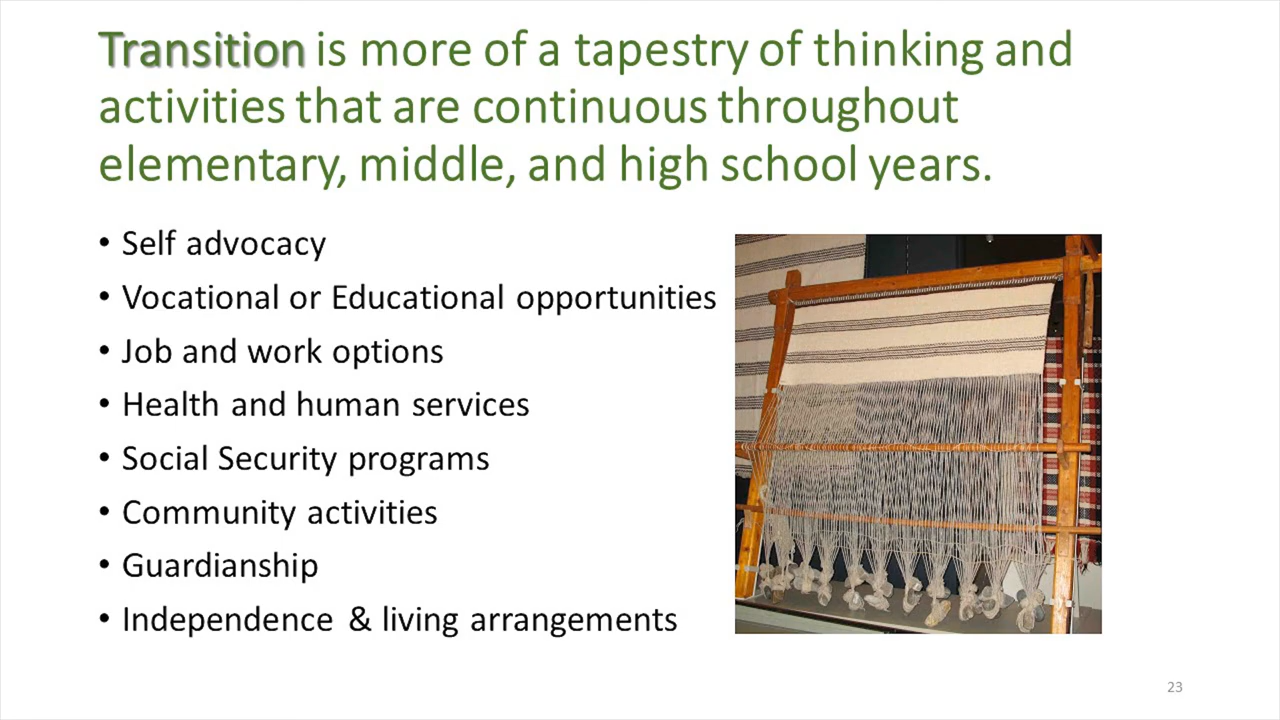 Transition is more of a tapestry of thinking and
activities that are continuous throughout
elementary, middle, and high school years.
• Self advocacy
• Vocational or Educational opportunities
• Job and work options
• Health and human services
• Social Security programs
• Community activities
• Guardianship
• Independence & living arrangements
23